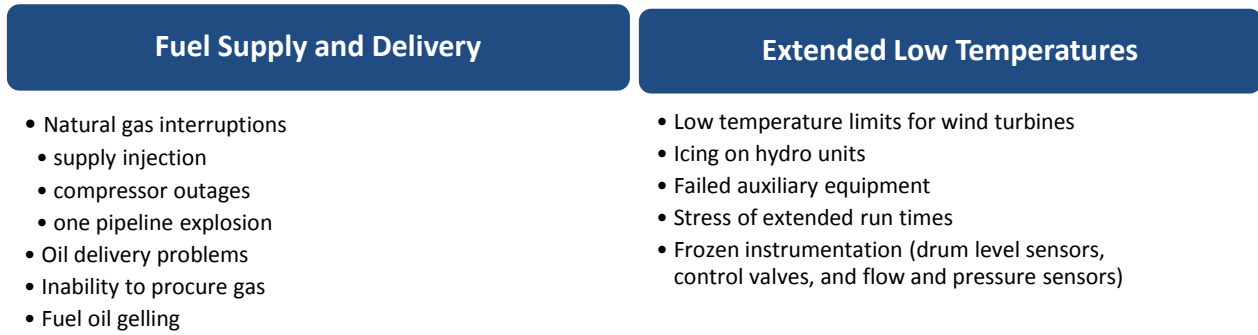 Fuel Supply and Delivery
• Natural gas interruptions
• supply injection
• compressor outages
• one pipeline explosion
• Oil delivery problems
• Inability to procure gas
• Fuel oil gelling
Extended Low Temperatures
• Low temperature limits for wind turbines
• Icing on hydro units
• Failed auxiliary equipment
• Stress of extended run times
• Frozen instrumentation (drum level sensors,
control valves, and flow and pressure sensors)